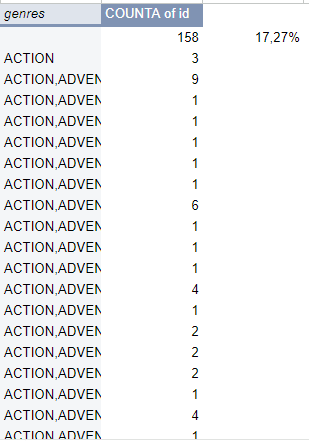 genres COUNTA of id
158 17,27%
ACTION 3
ACTION,ADVEN 9
ACTION,ADVEN 1
ACTION,ADVEN 1
ACTION,ADVEN 1
ACTION,ADVEN 1
ACTION,ADVEN 1
ACTION,ADVEN 6
ACTION,ADVEN 1
ACTION,ADVEN 1
ACTION,ADVEN 1
ACTION,ADVEN 4
ACTION,ADVEN 1
ACTION,ADVEN 2
ACTION,ADVEN 2
ACTION,ADVEN 2
ACTION,ADVEN 1
ACTION,ADVEN 4
ACTION,ADVEN 1